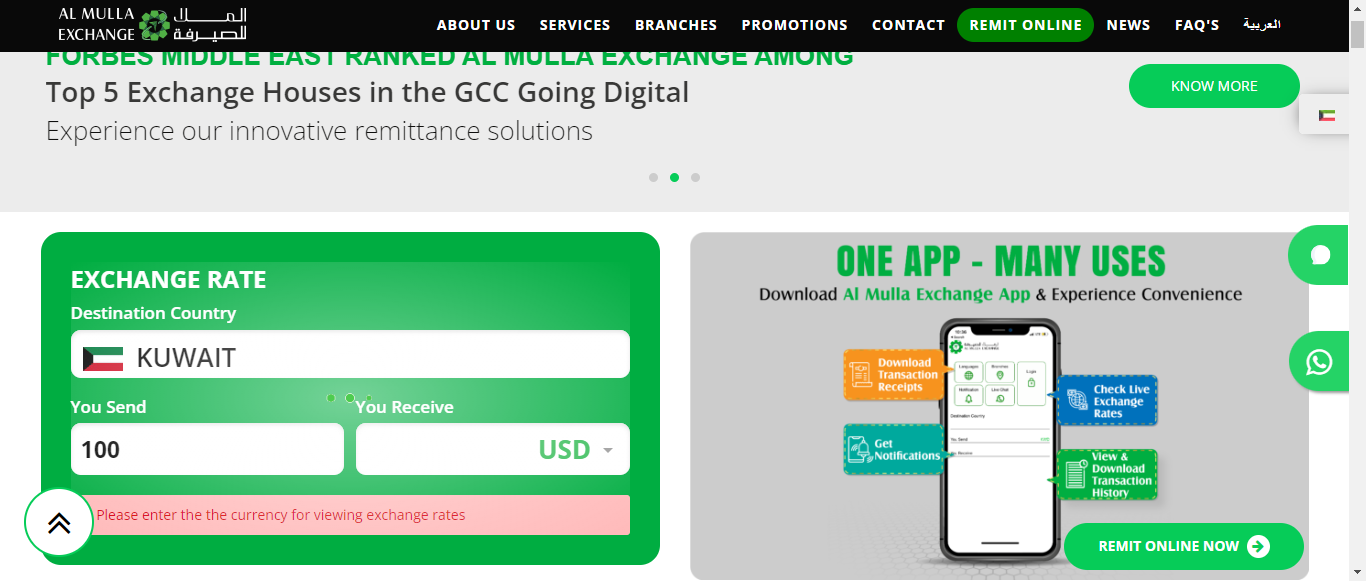 AL MULLA
EXCHANGE
الملا
للصيرفة
ABOUT US
SERVICES
BRANCHES
PROMOTIONS
CONTACT
REMIT ONLINE
NEWS
FAQ'S
العربية
FORBES MIDDLE EAST RANKED AL MULLA EXCHANGE AMONG
Top 5 Exchange Houses in the GCC Going Digital
Experience our innovative remittance solutions
KNOW MORE
EXCHANGE RATE
Destination Country
KUWAIT
You Send
You Receive
100
USD
Please enter the the currency for viewing exchange rates
ONE APP - MANY USES
Download Al Mulla Exchange App & Experience Convenience
Download
Transaction
Receipts
Get
Notifications
Languages
Branches
Login
Notification
Live Chat
Destination Country
You Send
You Receive
Check Live
Exchange
Rates
View &
Download
Transaction
History
REMIT ONLINE NOW